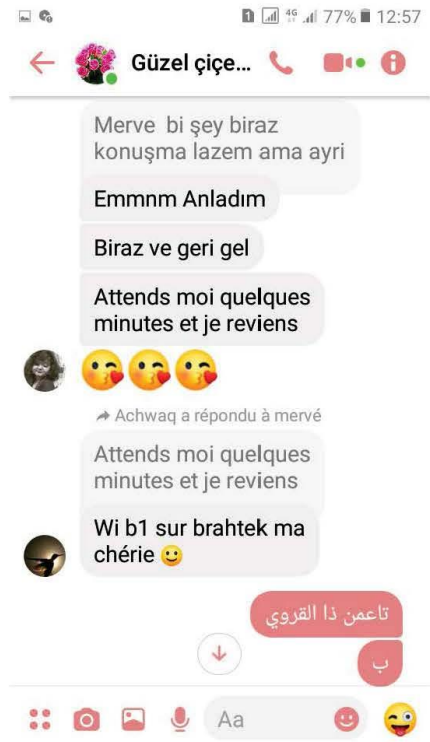 1 4G 77% 12:57
Güzel çiçe...
Merve bi şey biraz
konuşma lazem ama ayri
Emmnm Anladım
Biraz ve geri gel
Attends moi quelques
minutes et je reviens
Achwaq a répondu à mervé
Attends moi quelques
minutes et je reviens
Wi b1 sur brahtek ma
chérie
تاعمن ذا القروي
ب
Aa